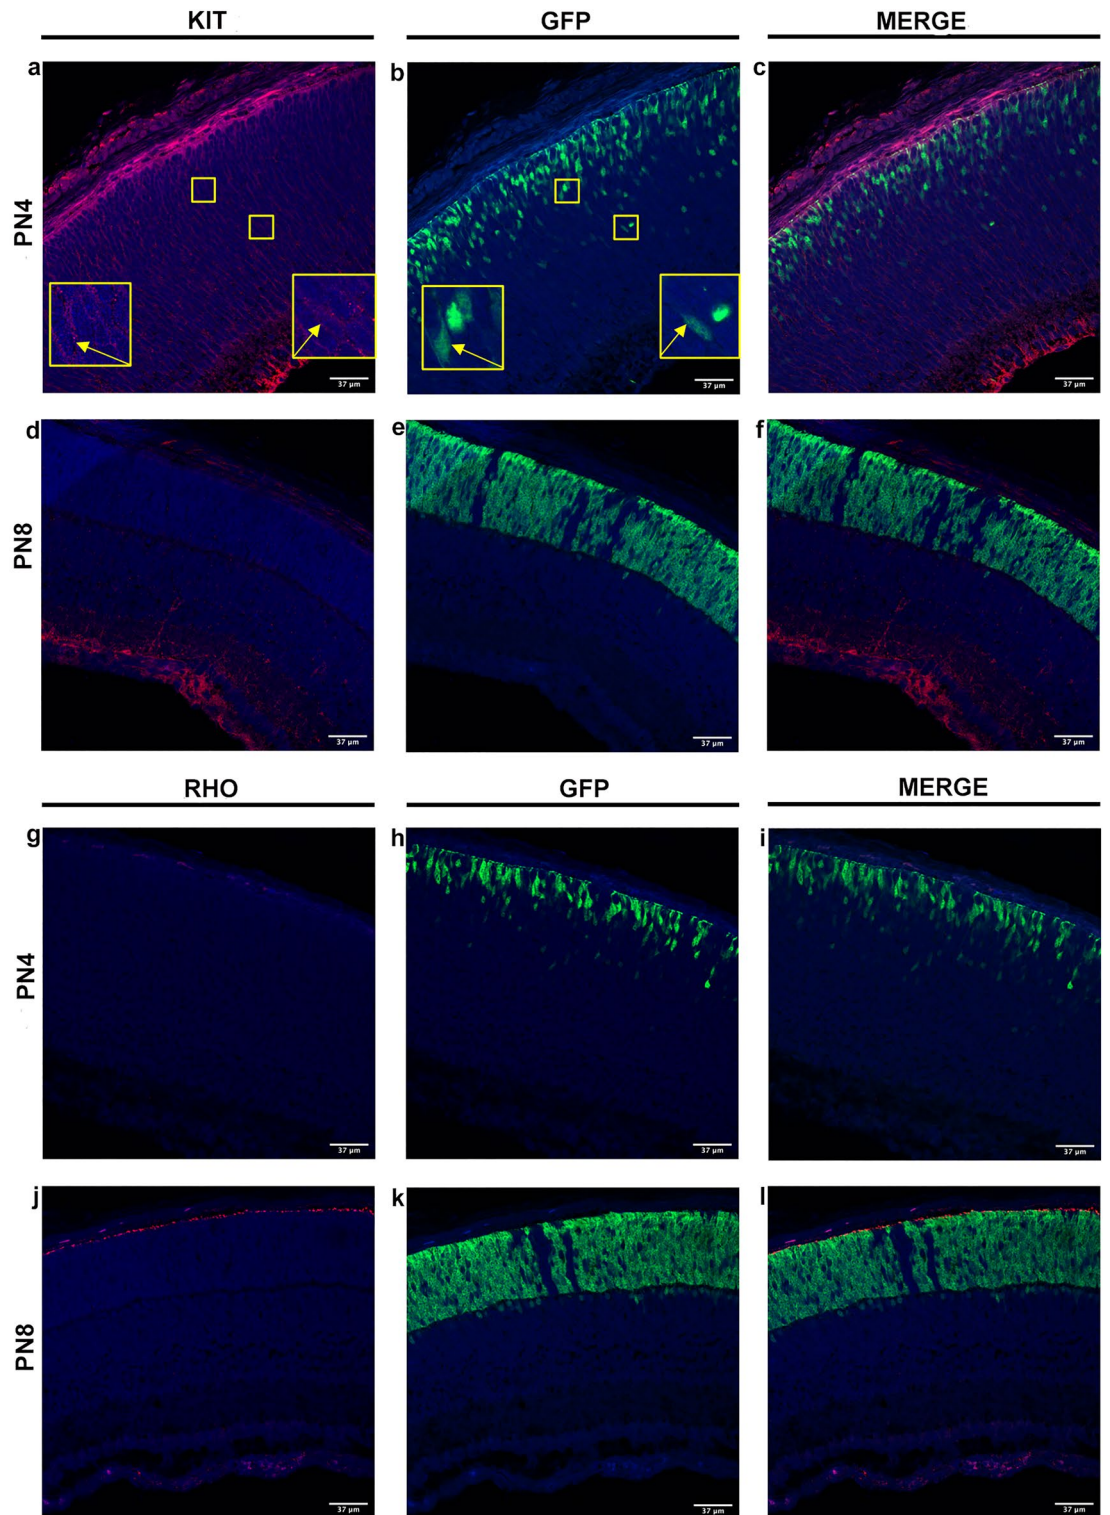 KIT GFP MERGE
PN4
a b c
37 µm 37 µm 37 µm
PN8
d e f
37 µm 37 µm 37 µm
RHO GFP MERGE
PN4
g h i
37 µm 37 µm 37 µm
PN8
j k l
37 µm 37 µm 37 µm